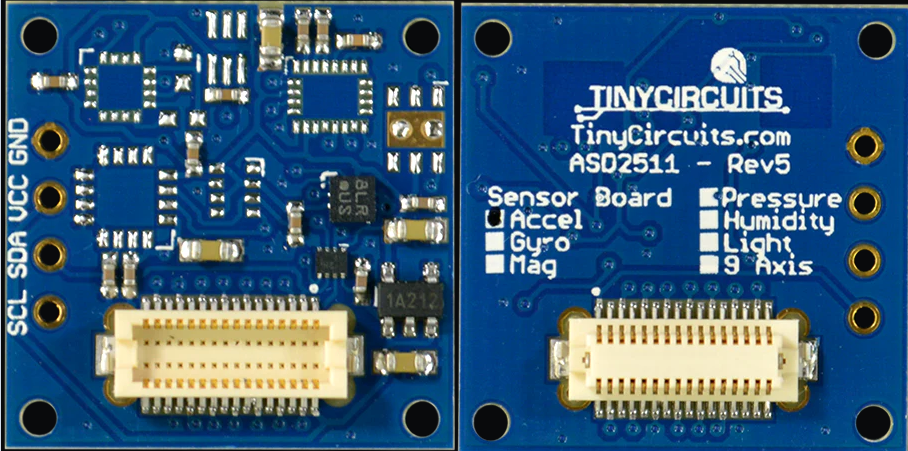 GND
VCC
SDA
SCL
8LR
US
1A212
TINYCIRCUITS
TinyCircuits.com
ASD2511 - Rev5
Sensor Board
Accel
Gyro
Mag
Pressure
Humidity
Light
9 Axis